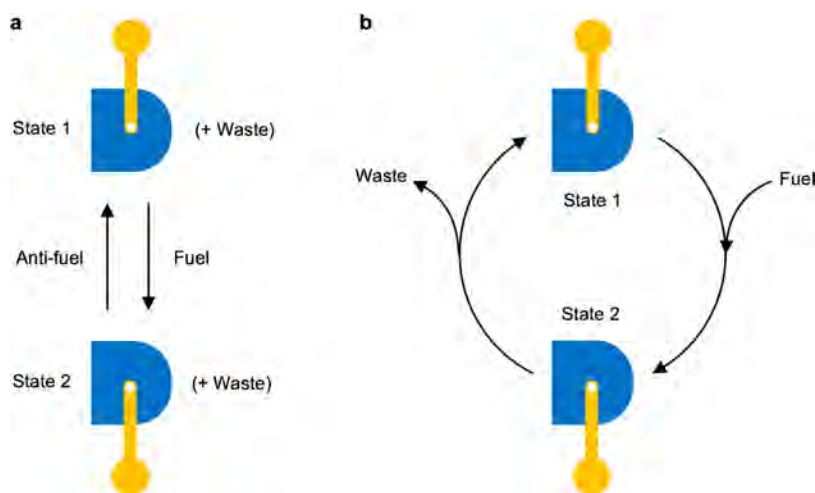 a
State 1
(+ Waste)
Anti-fuel
Fuel
State 2
(+ Waste)
b
State 1
Waste
Fuel
State 2